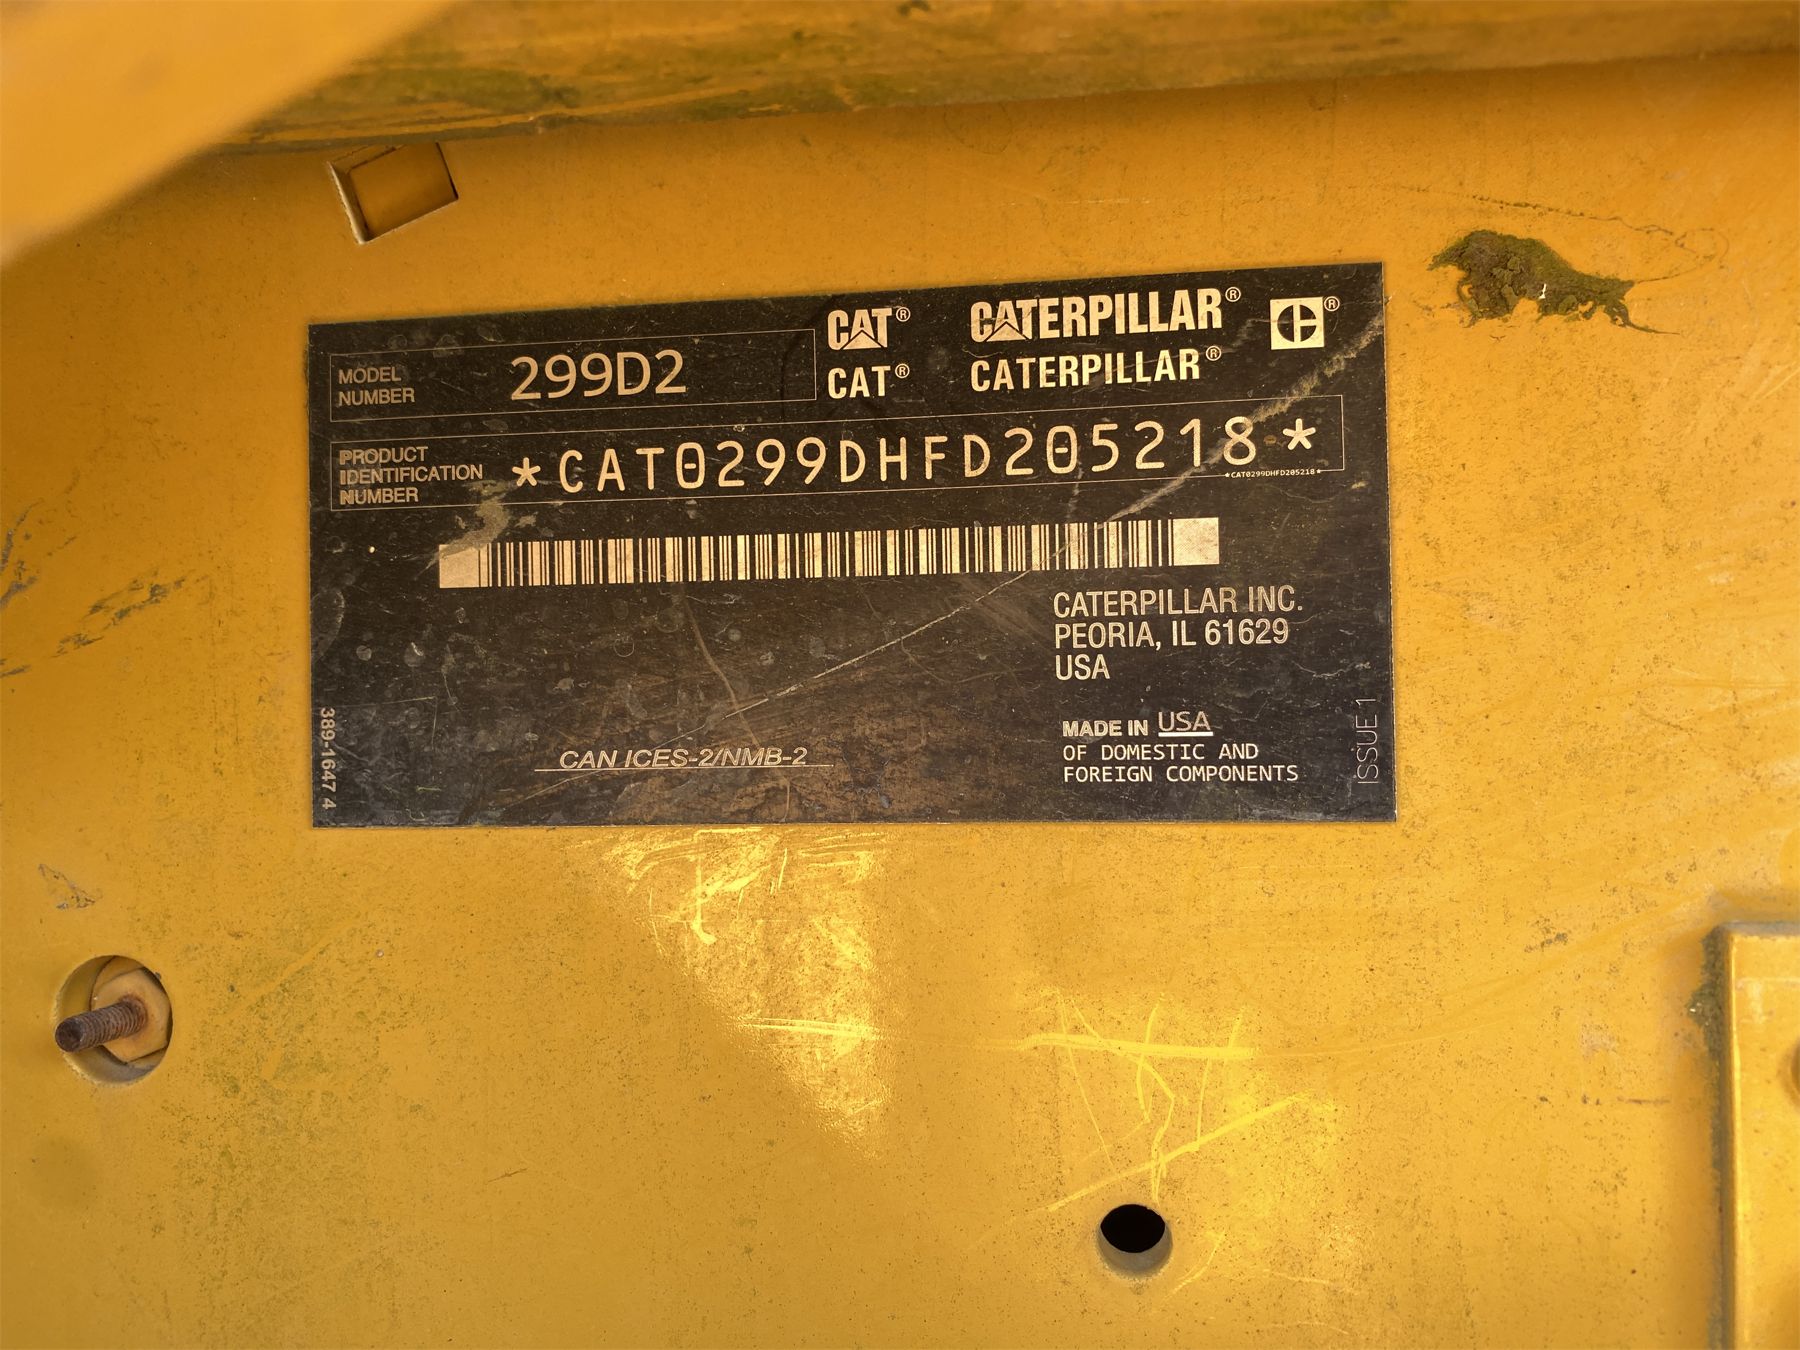 MODEL
NUMBER
299D2
CAT® CATERPILLAR® C®
CAT® CATERPILLAR®
PRODUCT
IDENTIFICATION
NUMBER
*CAT0299DHFD205218*
*CAT0299DHFD205218*
CATERPILLAR INC.
PEORIA, IL 61629
USA
MADE IN USA
OF DOMESTIC AND
FOREIGN COMPONENTS
CAN ICES-2/NMB-2
389-1647 4
ISSUE 1